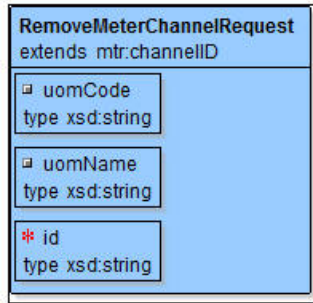 RemoveMeterChannelRequest
extends mtr:channelID
uomCode
type xsd:string
uomName
type xsd:string
* id
type xsd:string